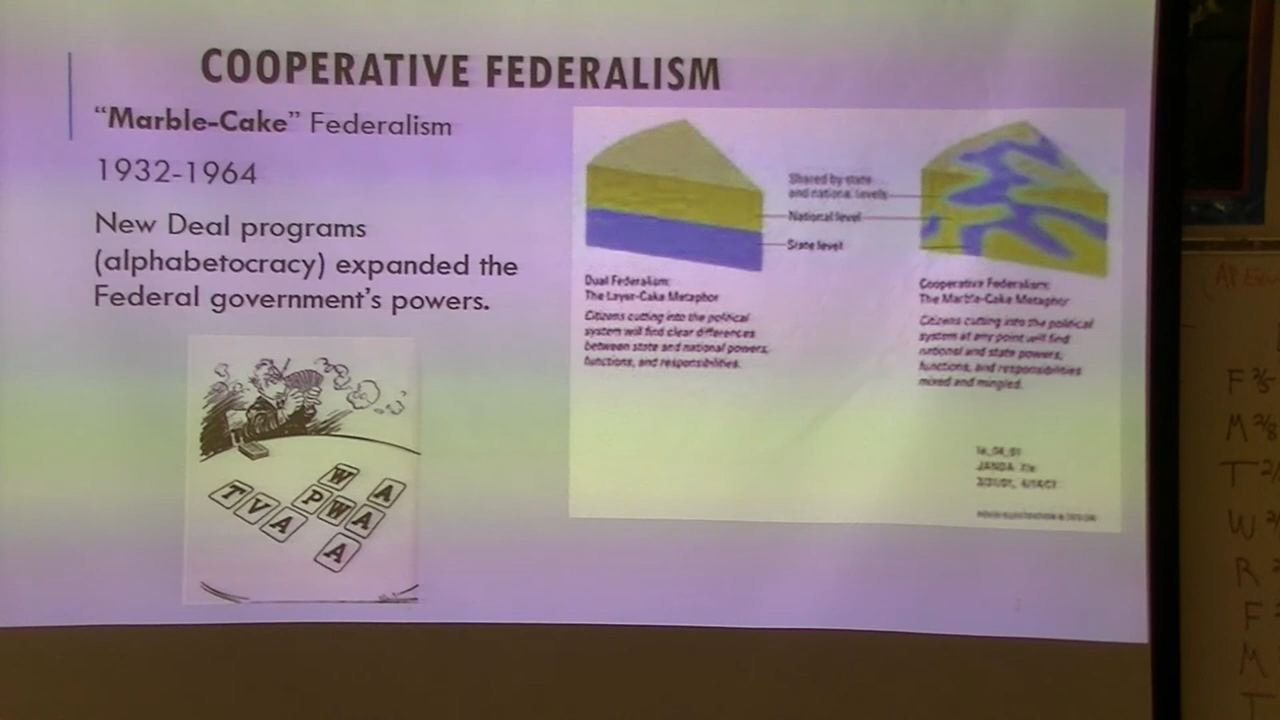 COOPERATIVE FEDERALISM
“Marble-Cake” Federalism
1932-1964
New Deal programs
(alphabetocracy) expanded the
Federal government’s powers.
Shared by state
and national levels
National level
State level
Dual Federalism:
The Layer-Cake Metaphor
Citizens cutting into the political
system will find clear differences
between state and national powers,
functions, and responsibilities.
Cooperative Federalism:
The Marble-Cake Metaphor
Citizens cutting into the political
system at any point will find
national and state powers,
functions, and responsibilities
mixed and mingled.
JANDA
W
A
TVA
PWA
A
F 2/5
M 2/8
T
W
R
F
M
T